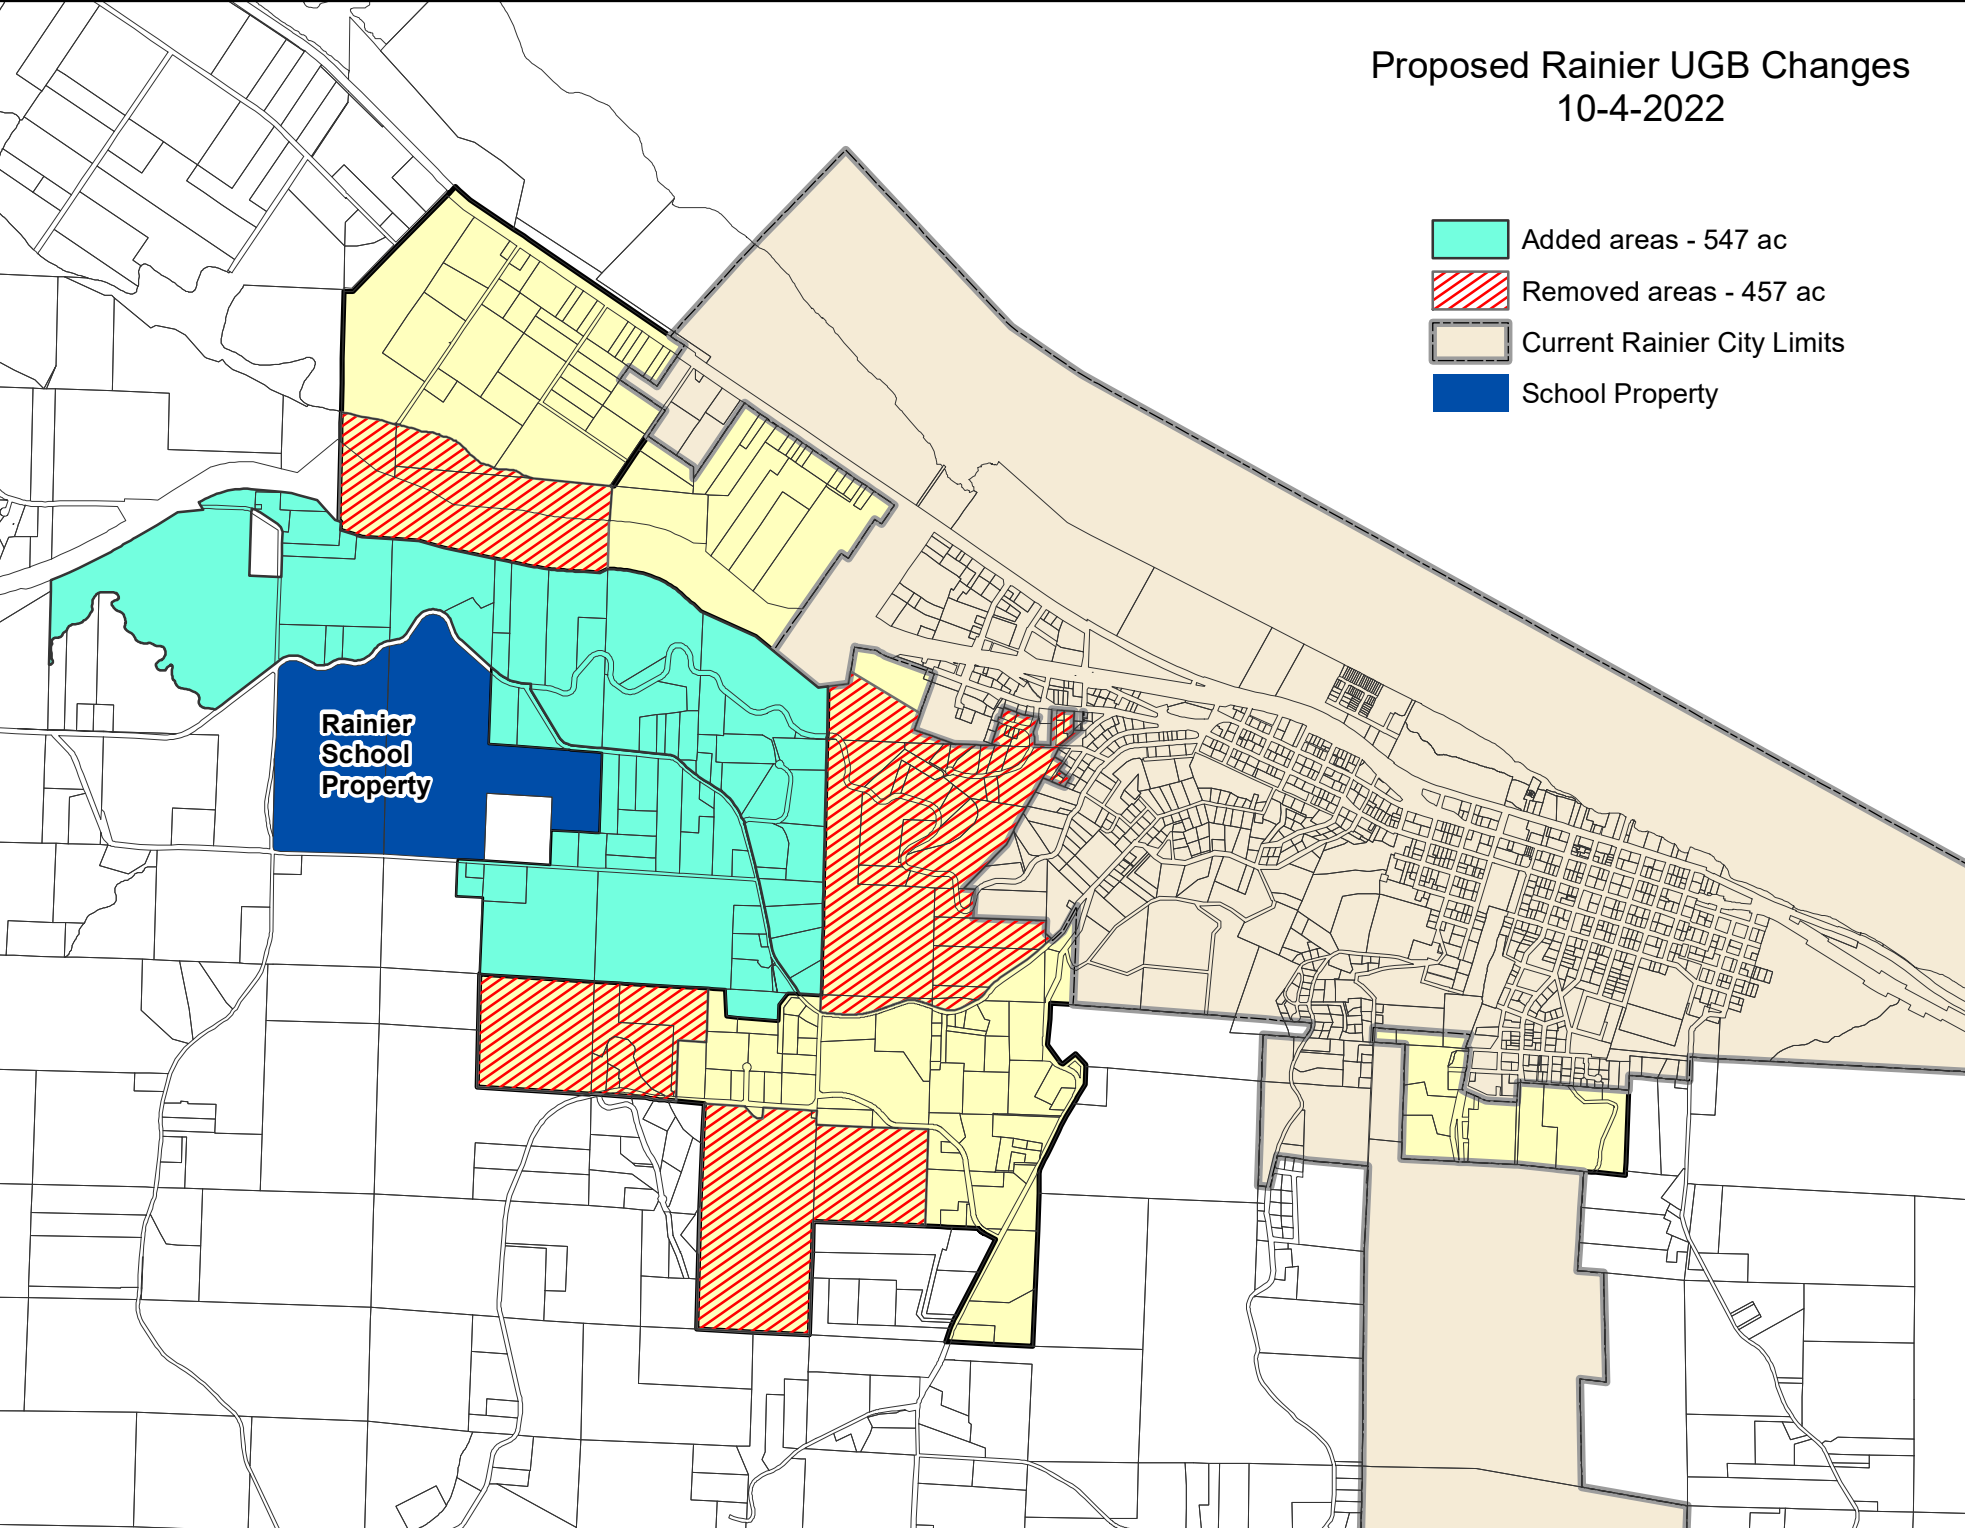 Proposed Rainier UGB Changes
10-4-2022
Added areas - 547 ac
Removed areas - 457 ac
Current Rainier City Limits
School Property
Rainier
School
Property